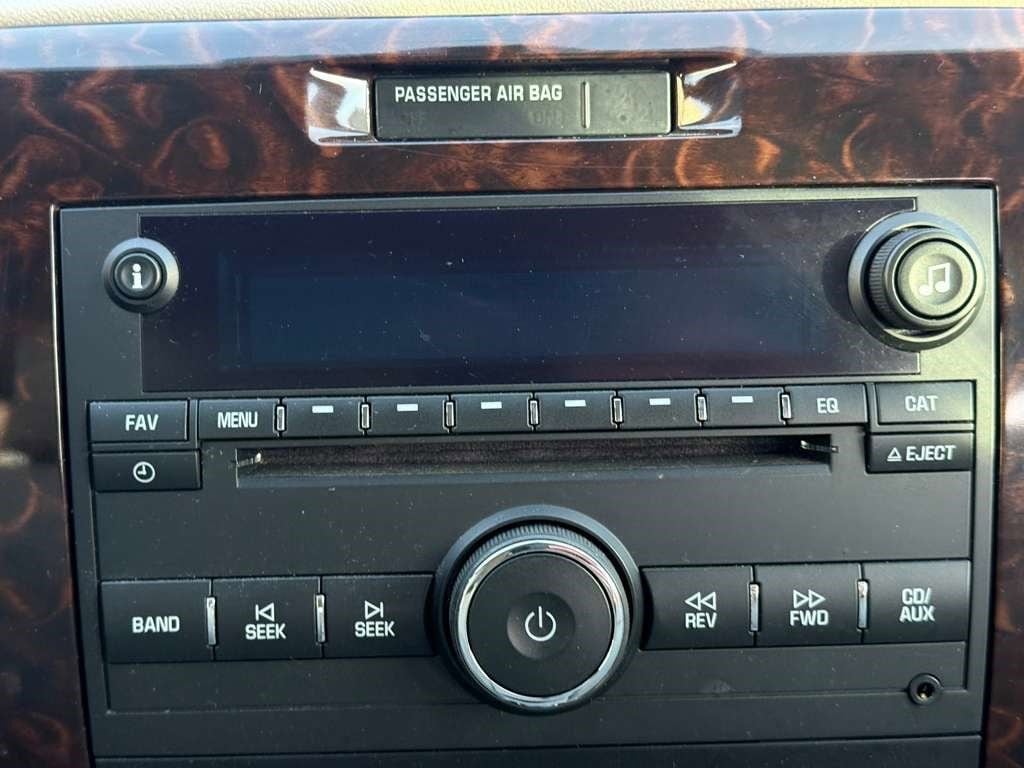 PASSENGER AIR BAG
i
FAV
MENU
EQ
CAT
EJECT
BAND
SEEK
SEEK
REV
FWD
CD/
AUX